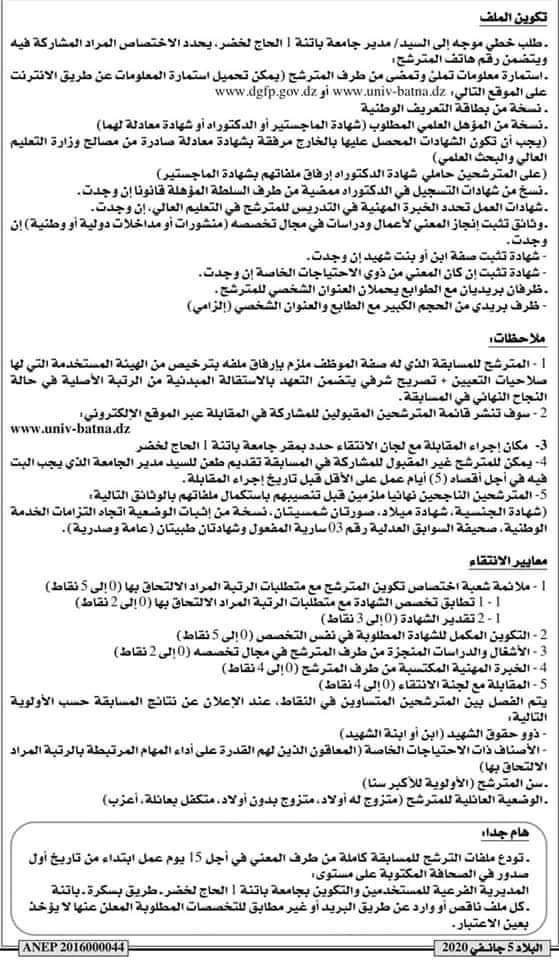 تكوين الملف
ـ طلب خطي موجه إلى السيد/ مدير جامعة باتنة 1 الحاج لخضر، يحدد الاختصاص المراد المشاركة فيه
ويتضمن رقم هاتف المترشح؛
ـ استمارة معلومات تملئ وتمضى من طرف المترشح (يمكن تحميل استمارة المعلومات عن طريق الانترنت
على الموقع التالي: www.univ-batna.dz أو www.dgfp.gov.dz
ـ نسخة من بطاقة التعريف الوطنية
ـ نسخة من المؤهل العلمي المطلوب (شهادة الماجستير أو الدكتوراه أو شهادة معادلة لهما)
(يجب أن تكون الشهادات المحصل عليها بالخارج مرفقة بشهادة معادلة صادرة من مصالح وزارة التعليم
العالي والبحث العلمي)
(على المترشحين حاملي شهادة الدكتوراه إرفاق ملفاتهم بشهادة الماجستير)
ـ نسخ من شهادات التسجيل في الدكتوراه ممضية من طرف السلطة المؤهلة قانونا إن وجدت.
ـ شهادات العمل تحدد الخبرة المهنية في التدريس للمترشح في التعليم العالي، إن وجدت.
ـ وثائق تثبت إنجاز المعني لأعمال ودراسات في مجال تخصصه (منشورات أو مداخلات دولية أو وطنية) إن
وجدت.
- شهادة تثبت صفة ابن أو بنت شهيد إن وجدت.
- شهادة تثبت إن كان المعني من ذوي الاحتياجات الخاصة إن وجدت.
ـ ظرفان بريديان مع الطوابع يحملان العنوان الشخصي للمترشح.
- ظرف بريدي من الحجم الكبير مع الطابع والعنوان الشخصي (إلزامي)
ملاحظات:
1 - المترشح للمسابقة الذي له صفة الموظف ملزم بإرفاق ملفه بترخيص من الهيئة المستخدمة التي لها
صلاحيات التعيين + تصريح شرفي يتضمن التعهد بالاستقالة المبدئية من الرتبة الأصلية في حالة
النجاح النهائي في المسابقة.
2 - سوف تنشر قائمة المترشحين المقبولين للمشاركة في المقابلة عبر الموقع الإلكتروني:
www.univ-batna.dz
3- مكان إجراء المقابلة مع لجان الانتقاء حدد بمقر جامعة باتنة 1 الحاج لخضر
4- يمكن للمترشح غير المقبول للمشاركة في المسابقة تقديم طعن للسيد مدير الجامعة الذي يجب البت
فيه في أجل أقصاه (5) أيام عمل على الأقل قبل تاريخ إجراء المقابلة.
5- المترشحين الناجحين نهائيا ملزمين قبل تنصيبهم باستكمال ملفاتهم بالوثائق التالية:
(شهادة الجنسية، شهادة ميلاد، صورتان شمسيتان، نسخة من إثبات الوضعية اتجاه التزامات الخدمة
الوطنية، صحيفة السوابق العدلية رقم 03 سارية المفعول وشهادتان طبيتان (عامة وصدرية).
معايير الانتقاء
1 - ملائمة شعبة اختصاص تكوين المترشح مع متطلبات الرتبة المراد الالتحاق بها (0 إلى 5 نقاط)
1 - 1 تطابق تخصص الشهادة مع متطلبات الرتبة المراد الالتحاق بها (0 إلى 2 نقاط)
1 - 2 تقدير الشهادة (0 إلى 3 نقاط)
2 - التكوين المكمل للشهادة المطلوبة في نفس التخصص (0 إلى 5 نقاط)
3 - الأشغال والدراسات المنجزة من طرف المترشح في مجال تخصصه (0 إلى 2 نقاط)
4 - الخبرة المهنية المكتسبة من طرف المترشح (0 إلى 4 نقاط)
5 - المقابلة مع لجنة الانتقاء (0 إلى 4 نقاط)
يتم الفصل بين المترشحين المتساوين في النقاط، عند الإعلان عن نتائج المسابقة حسب الأولوية
التالية:
- ذوو حقوق الشهيد (ابن أو ابنة الشهيد)
- الأصناف ذات الاحتياجات الخاصة (المعاقون الذين لهم القدرة على أداء المهام المرتبطة بالرتبة المراد
الالتحاق بها)
ـ سن المترشح (الأولوية للأكبر سنا)
ـ الوضعية العائلية للمترشح (متزوج له أولاد، متزوج بدون أولاد، متكفل بعائلة، أعزب)
هام جدا:
ـ تودع ملفات الترشح للمسابقة كاملة من طرف المعني في أجل 15 يوم عمل ابتداء من تاريخ أول
صدور في الصحافة المكتوبة على مستوى:
المديرية الفرعية للمستخدمين والتكوين بجامعة باتنة 1 الحاج لخضر ـ طريق بسكرة ـ باتنة
ـ كل ملف ناقص أو وارد عن طريق البريد أو غير مطابق للتخصصات المطلوبة المعلن عنها لا يؤخذ
بعين الاعتبار.
البلاد 5 جانفي 2020
ANEP 2016000044